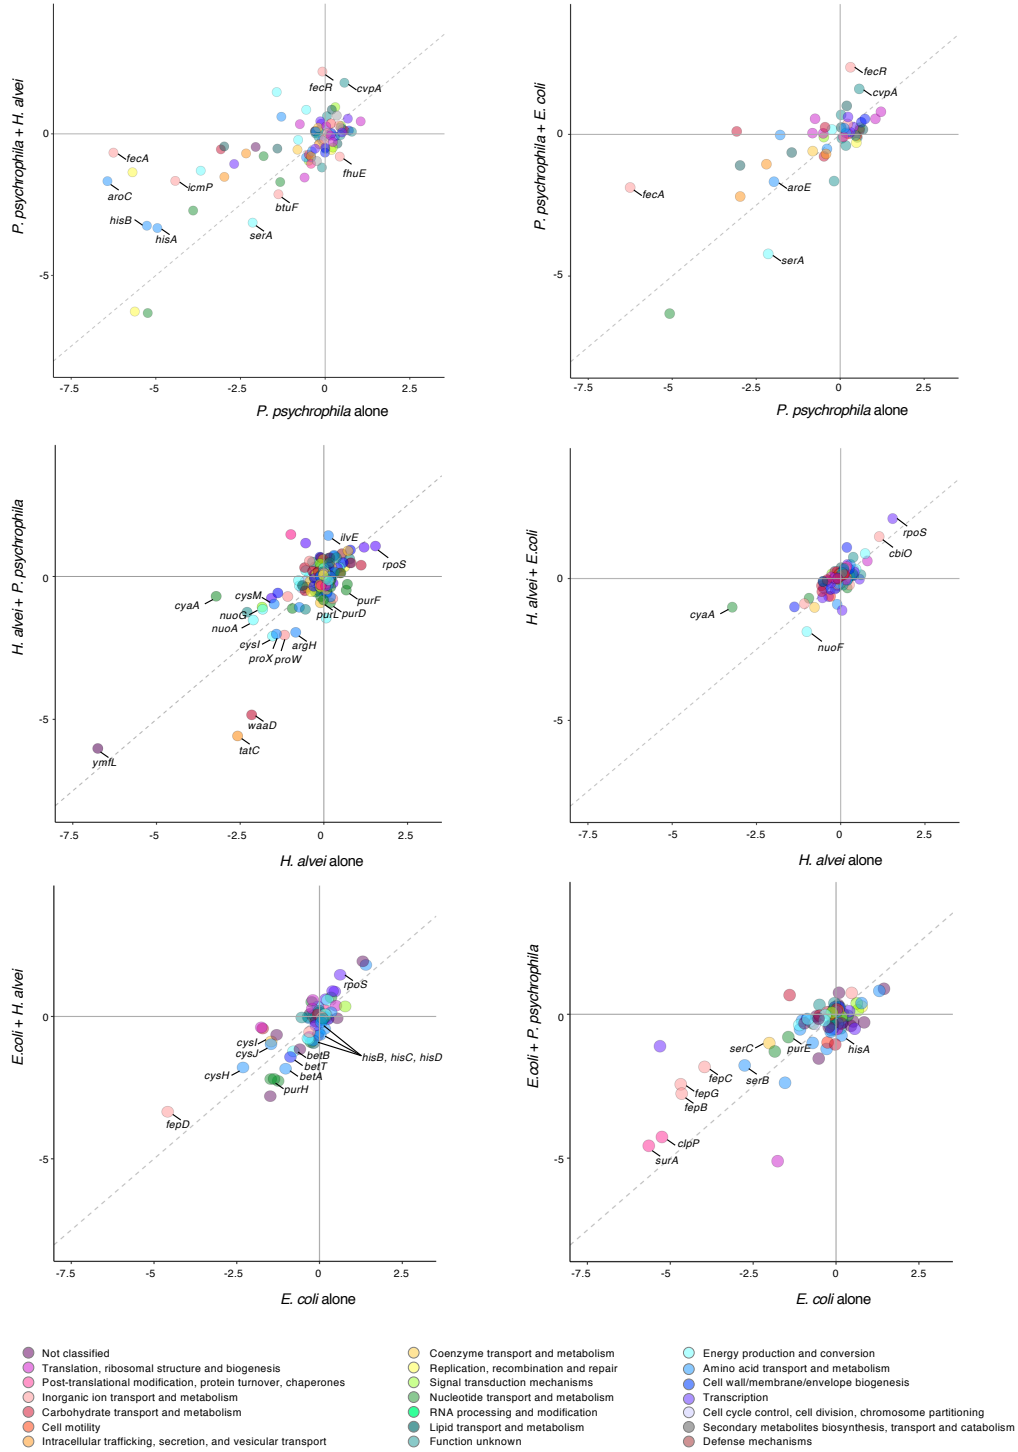 P. psychrophila + H. alvei
0
-5
-7.5
-5
-2.5
0
2.5
P. psychrophila alone
fecR
cvpA
fecA
aroC
icmP
fhuE
btuF
hisB
hisA
serA
P. psychrophila + E. coli
0
-5
-7.5
-5
-2.5
0
2.5
P. psychrophila alone
fecR
cvpA
fecA
aroE
serA
H. alvei + P. psychrophila
0
-5
-7.5
-5
-2.5
0
2.5
H. alvei alone
ilvE
rpoS
cyaA
cysM
nuoG
nuoA
purF
purL
purD
cysI
argH
proX
proW
waaD
tatC
ymfL
H. alvei + E.coli
0
-5
-7.5
-5
-2.5
0
2.5
H. alvei alone
rpoS
cbiO
cyaA
nuoF
E.coli + H. alvei
0
-5
-7.5
-5
-2.5
0
2.5
E. coli alone
rpoS
cysI
cysJ
cysH
betB
betT
betA
hisB, hisC, hisD
purH
fepD
E.coli + P. psychrophila
0
-5
-7.5
-5
-2.5
0
2.5
E. coli alone
serC
purE
hisA
fepC
serB
fepG
fepB
clpP
surA
Not classified
Translation, ribosomal structure and biogenesis
Post-translational modification, protein turnover, chaperones
Inorganic ion transport and metabolism
Carbohydrate transport and metabolism
Cell motility
Intracellular trafficking, secretion, and vesicular transport
Coenzyme transport and metabolism
Replication, recombination and repair
Signal transduction mechanisms
Nucleotide transport and metabolism
RNA processing and modification
Lipid transport and metabolism
Function unknown
Energy production and conversion
Amino acid transport and metabolism
Cell wall/membrane/envelope biogenesis
Transcription
Cell cycle control, cell division, chromosome partitioning
Secondary metabolites biosynthesis, transport and catabolism
Defense mechanisms